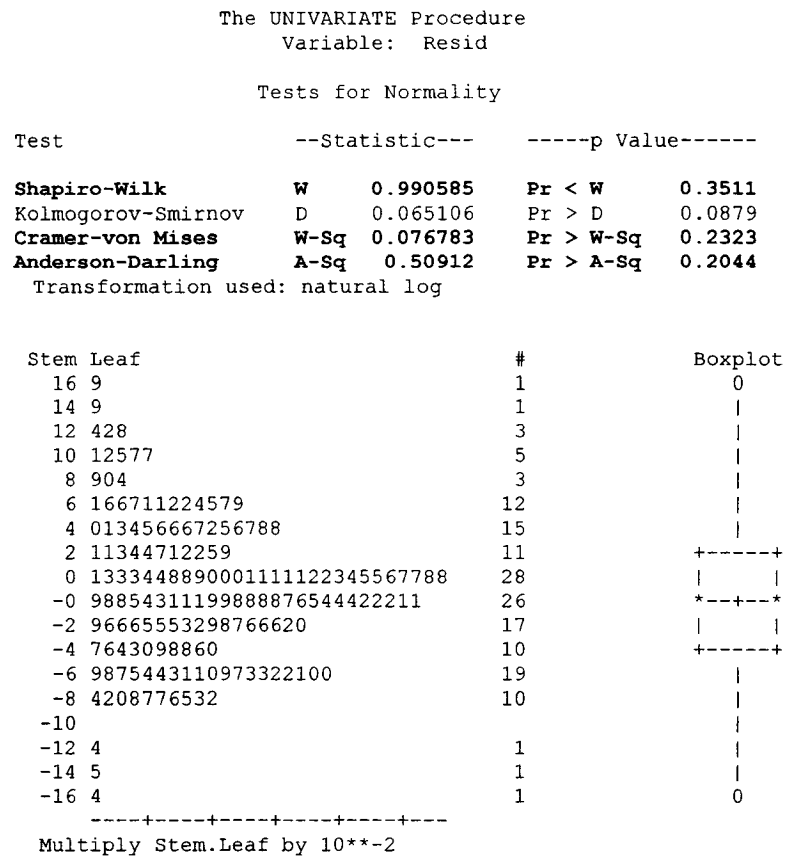 The UNIVARIATE Procedure
Variable: Resid
Tests for Normality
Test --Statistic--- -----p Value------
Shapiro-Wilk W 0.990585 Pr < W 0.3511
Kolmogorov-Smirnov D 0.065106 Pr > D 0.0879
Cramer-von Mises W-Sq 0.076783 Pr > W-Sq 0.2323
Anderson-Darling A-Sq 0.50912 Pr > A-Sq 0.2044
Transformation used: natural log
Stem Leaf # Boxplot
16 9 1 0
14 9 1 |
12 428 3 |
10 12577 5 |
8 904 3 |
6 166711224579 12 |
4 013456667256788 15 |
2 11344712259 11 +-----+
0 1333448890001111122345567788 28 | |
-0 98854311199888876544422211 26 *--+--*
-2 96665553298766620 17 | |
-4 7643098860 10 +-----+
-6 9875443110973322100 19 |
-8 4208776532 10 |
-10 |
-12 4 1 |
-14 5 1 |
-16 4 1 0
----+----+----+----+----+---
Multiply Stem.Leaf by 10**-2